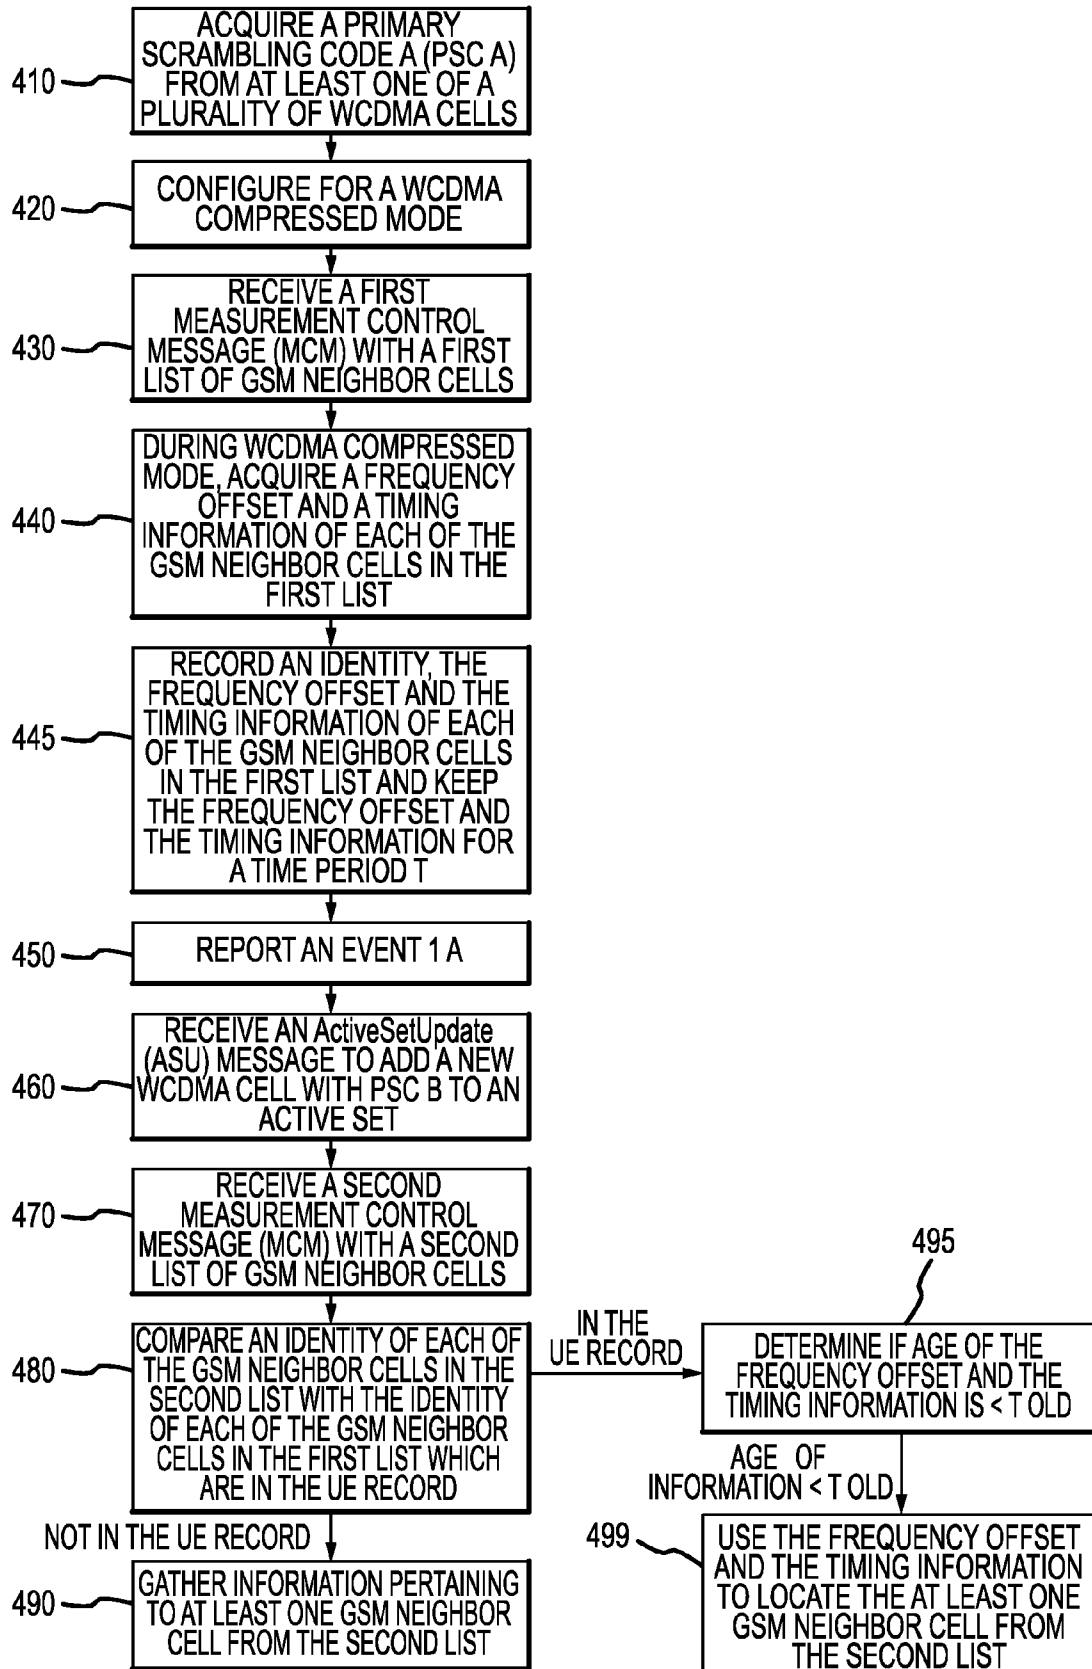 410
ACQUIRE A PRIMARY
SCRAMBLING CODE A (PSC A)
FROM AT LEAST ONE OF A
PLURALITY OF WCDMA CELLS
420
CONFIGURE FOR A WCDMA
COMPRESSED MODE
430
RECEIVE A FIRST
MEASUREMENT CONTROL
MESSAGE (MCM) WITH A FIRST
LIST OF GSM NEIGHBOR CELLS
440
DURING WCDMA COMPRESSED
MODE, ACQUIRE A FREQUENCY
OFFSET AND A TIMING
INFORMATION OF EACH OF THE
GSM NEIGHBOR CELLS IN THE
FIRST LIST
445
RECORD AN IDENTITY, THE
FREQUENCY OFFSET AND THE
TIMING INFORMATION OF EACH
OF THE GSM NEIGHBOR CELLS
IN THE FIRST LIST AND KEEP
THE FREQUENCY OFFSET AND
THE TIMING INFORMATION FOR
A TIME PERIOD T
450
REPORT AN EVENT 1 A
460
RECEIVE AN ActiveSetUpdate
(ASU) MESSAGE TO ADD A NEW
WCDMA CELL WITH PSC B TO AN
ACTIVE SET
470
RECEIVE A SECOND
MEASUREMENT CONTROL
MESSAGE (MCM) WITH A SECOND
LIST OF GSM NEIGHBOR CELLS
480
COMPARE AN IDENTITY OF EACH OF
THE GSM NEIGHBOR CELLS IN THE
SECOND LIST WITH THE IDENTITY
OF EACH OF THE GSM NEIGHBOR
CELLS IN THE FIRST LIST WHICH
ARE IN THE UE RECORD
NOT IN THE UE RECORD
490
GATHER INFORMATION PERTAINING
TO AT LEAST ONE GSM NEIGHBOR
CELL FROM THE SECOND LIST
IN THE
UE RECORD
495
DETERMINE IF AGE OF THE
FREQUENCY OFFSET AND THE
TIMING INFORMATION IS < T OLD
AGE OF
INFORMATION < T OLD
499
USE THE FREQUENCY OFFSET
AND THE TIMING INFORMATION
TO LOCATE THE AT LEAST ONE
GSM NEIGHBOR CELL FROM
THE SECOND LIST